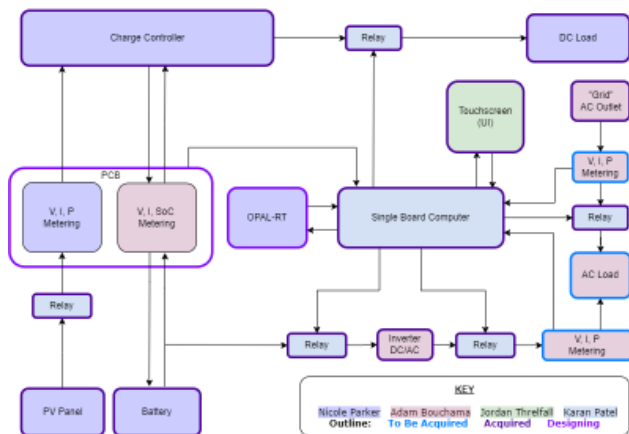 Charge Controller
Relay
DC Load
"Grid"
AC Outlet
Touchscreen
(UI)
PCB
V, I, P
Metering
V, I, SoC
Metering
V, I, P
Metering
OPAL-RT
Single Board Computer
Relay
AC Load
Relay
Relay
Inverter
DC/AC
Relay
V, I, P
Metering
PV Panel
Battery
KEY
Nicole Parker Adam Bouchama Jordan Threlfall Karan Patel
Outline: To Be Acquired Acquired Designing